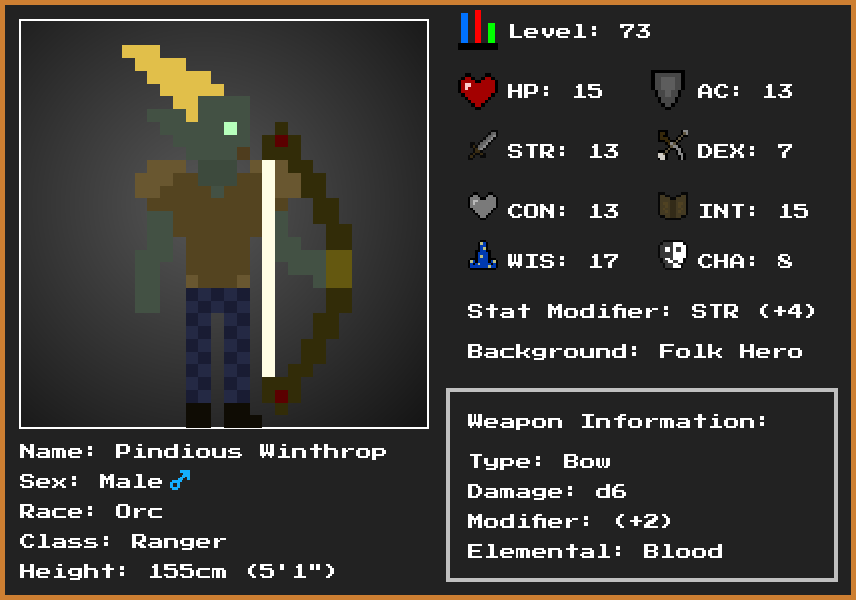 Level: 73
HP: 15 AC: 13
STR: 13 DEX: 7
CON: 13 INT: 15
WIS: 17 CHA: 8
Stat Modifier: STR (+4)
Background: Folk Hero
Weapon Information:
Type: Bow
Damage: d6
Modifier: (+2)
Elemental: Blood
Name: Pindious Winthrop
Sex: Male ♂
Race: Orc
Class: Ranger
Height: 155cm (5'1")